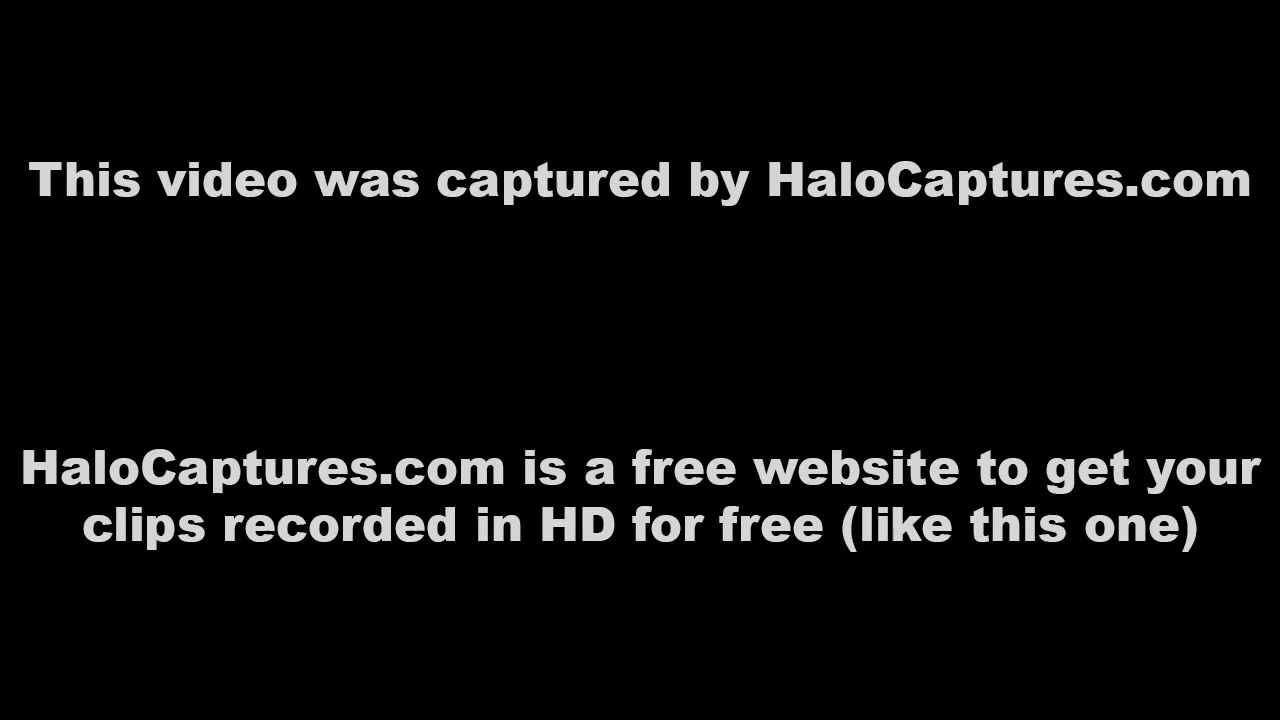 This video was captured by HaloCaptures.com
HaloCaptures.com is a free website to get your
clips recorded in HD for free (like this one)